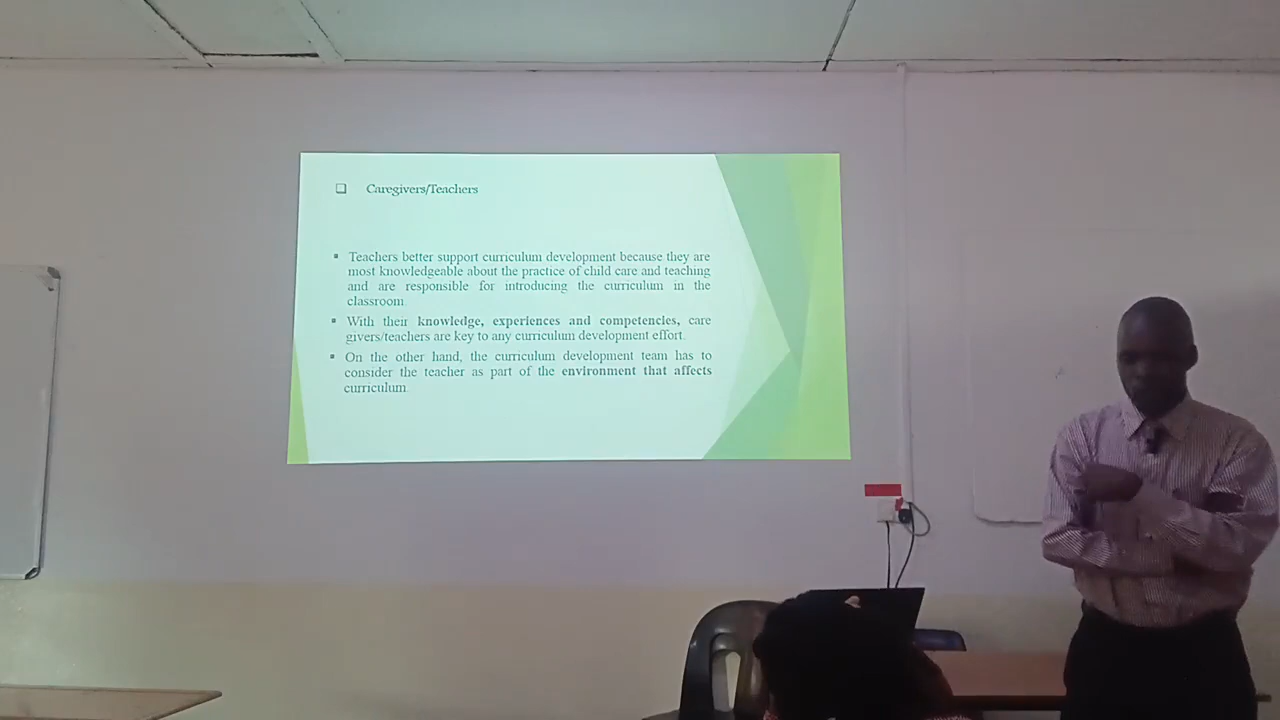 Caregivers/Teachers
Teachers better support curriculum development because they are
most knowledgeable about the practice of child care and teaching
and are responsible for introducing the curriculum in the
classroom.
With their knowledge, experiences and competencies, care
givers/teachers are key to any curriculum development effort.
On the other hand, the curriculum development team has to
consider the teacher as part of the environment that affects
curriculum.